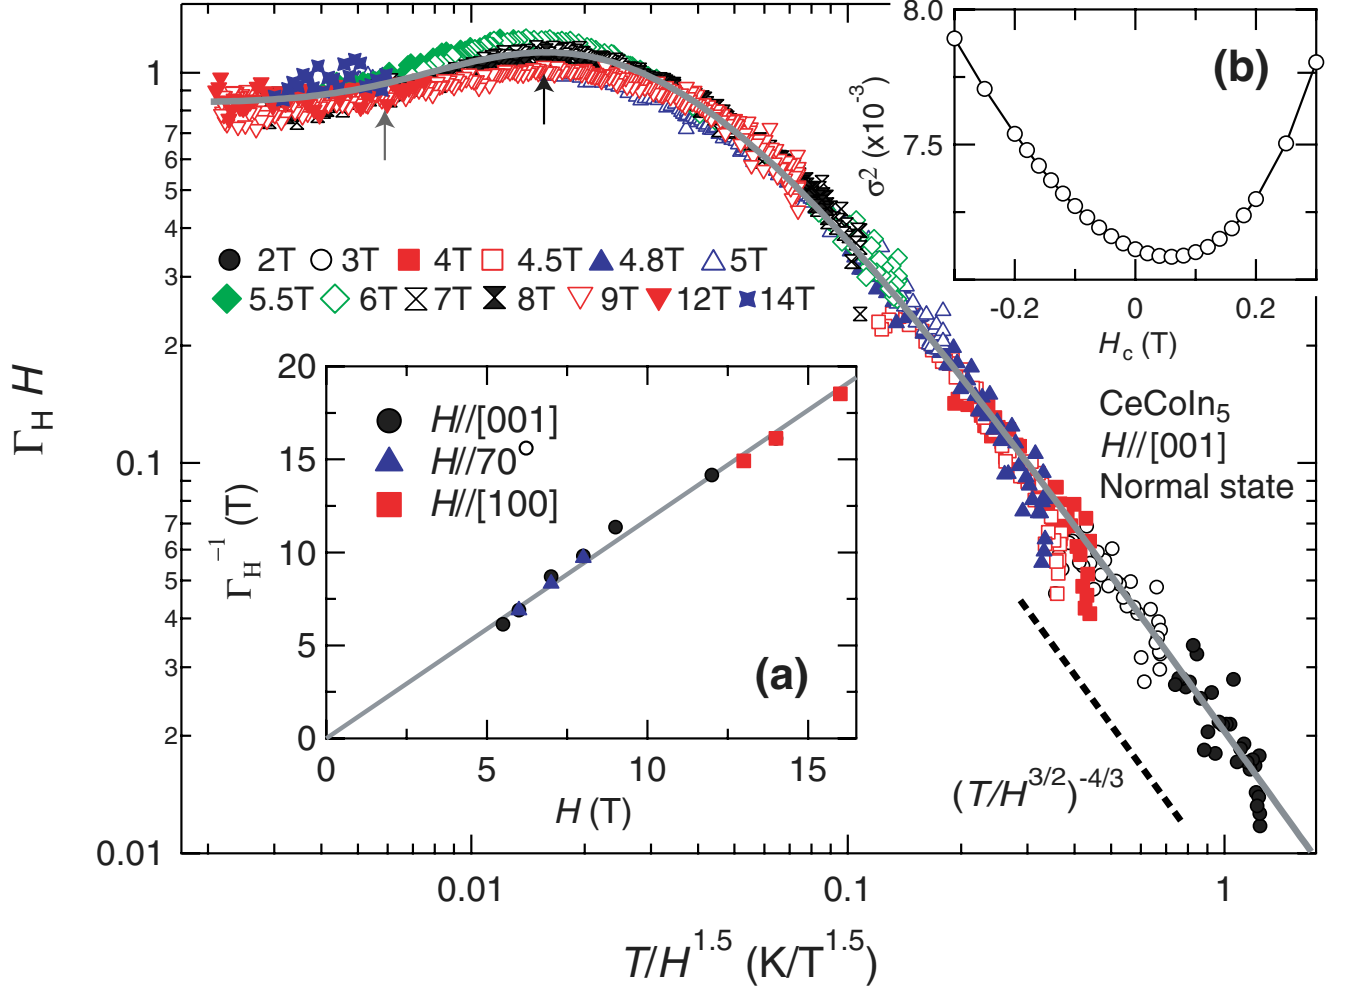 8.0
7.5
σ² (x10⁻³)
(b)
-0.2 0 0.2
H_c (T)
1
7
6
5
4
3
2
0.1
7
6
5
4
3
2
0.01
Γ_H H
2T 3T 4T 4.5T 4.8T 5T
5.5T 6T 7T 8T 9T 12T 14T
20
15
10
5
0
Γ_H⁻¹ (T)
H//[001]
H//70°
H//[100]
(a)
0 5 10 15
H (T)
CeCoIn₅
H//[001]
Normal state
(T/H^3/2)^-4/3
0.01 0.1 1
T/H^1.5 (K/T^1.5)